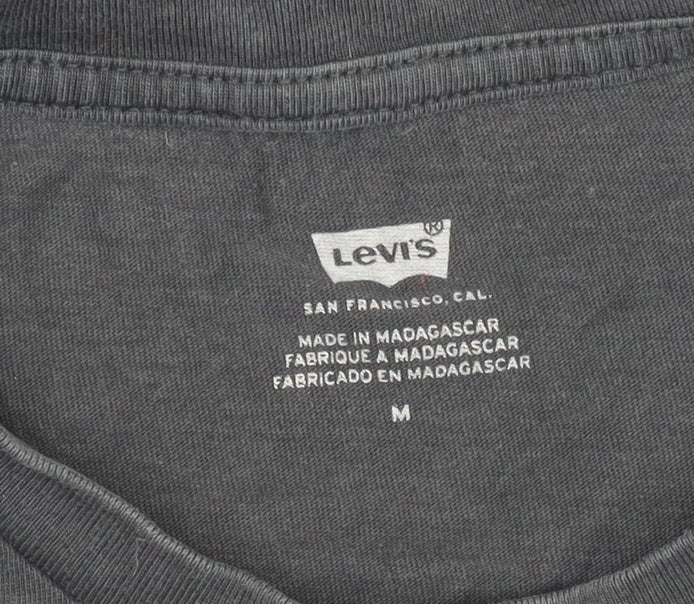 Levi's ®
SAN FRANCISCO, CAL.
MADE IN MADAGASCAR
FABRIQUE A MADAGASCAR
FABRICADO EN MADAGASCAR
M